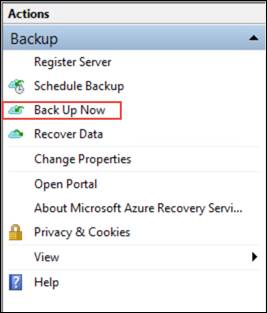 Actions
Backup
Register Server
Schedule Backup
Back Up Now
Recover Data
Change Properties
Open Portal
About Microsoft Azure Recovery Servi...
Privacy & Cookies
View
Help